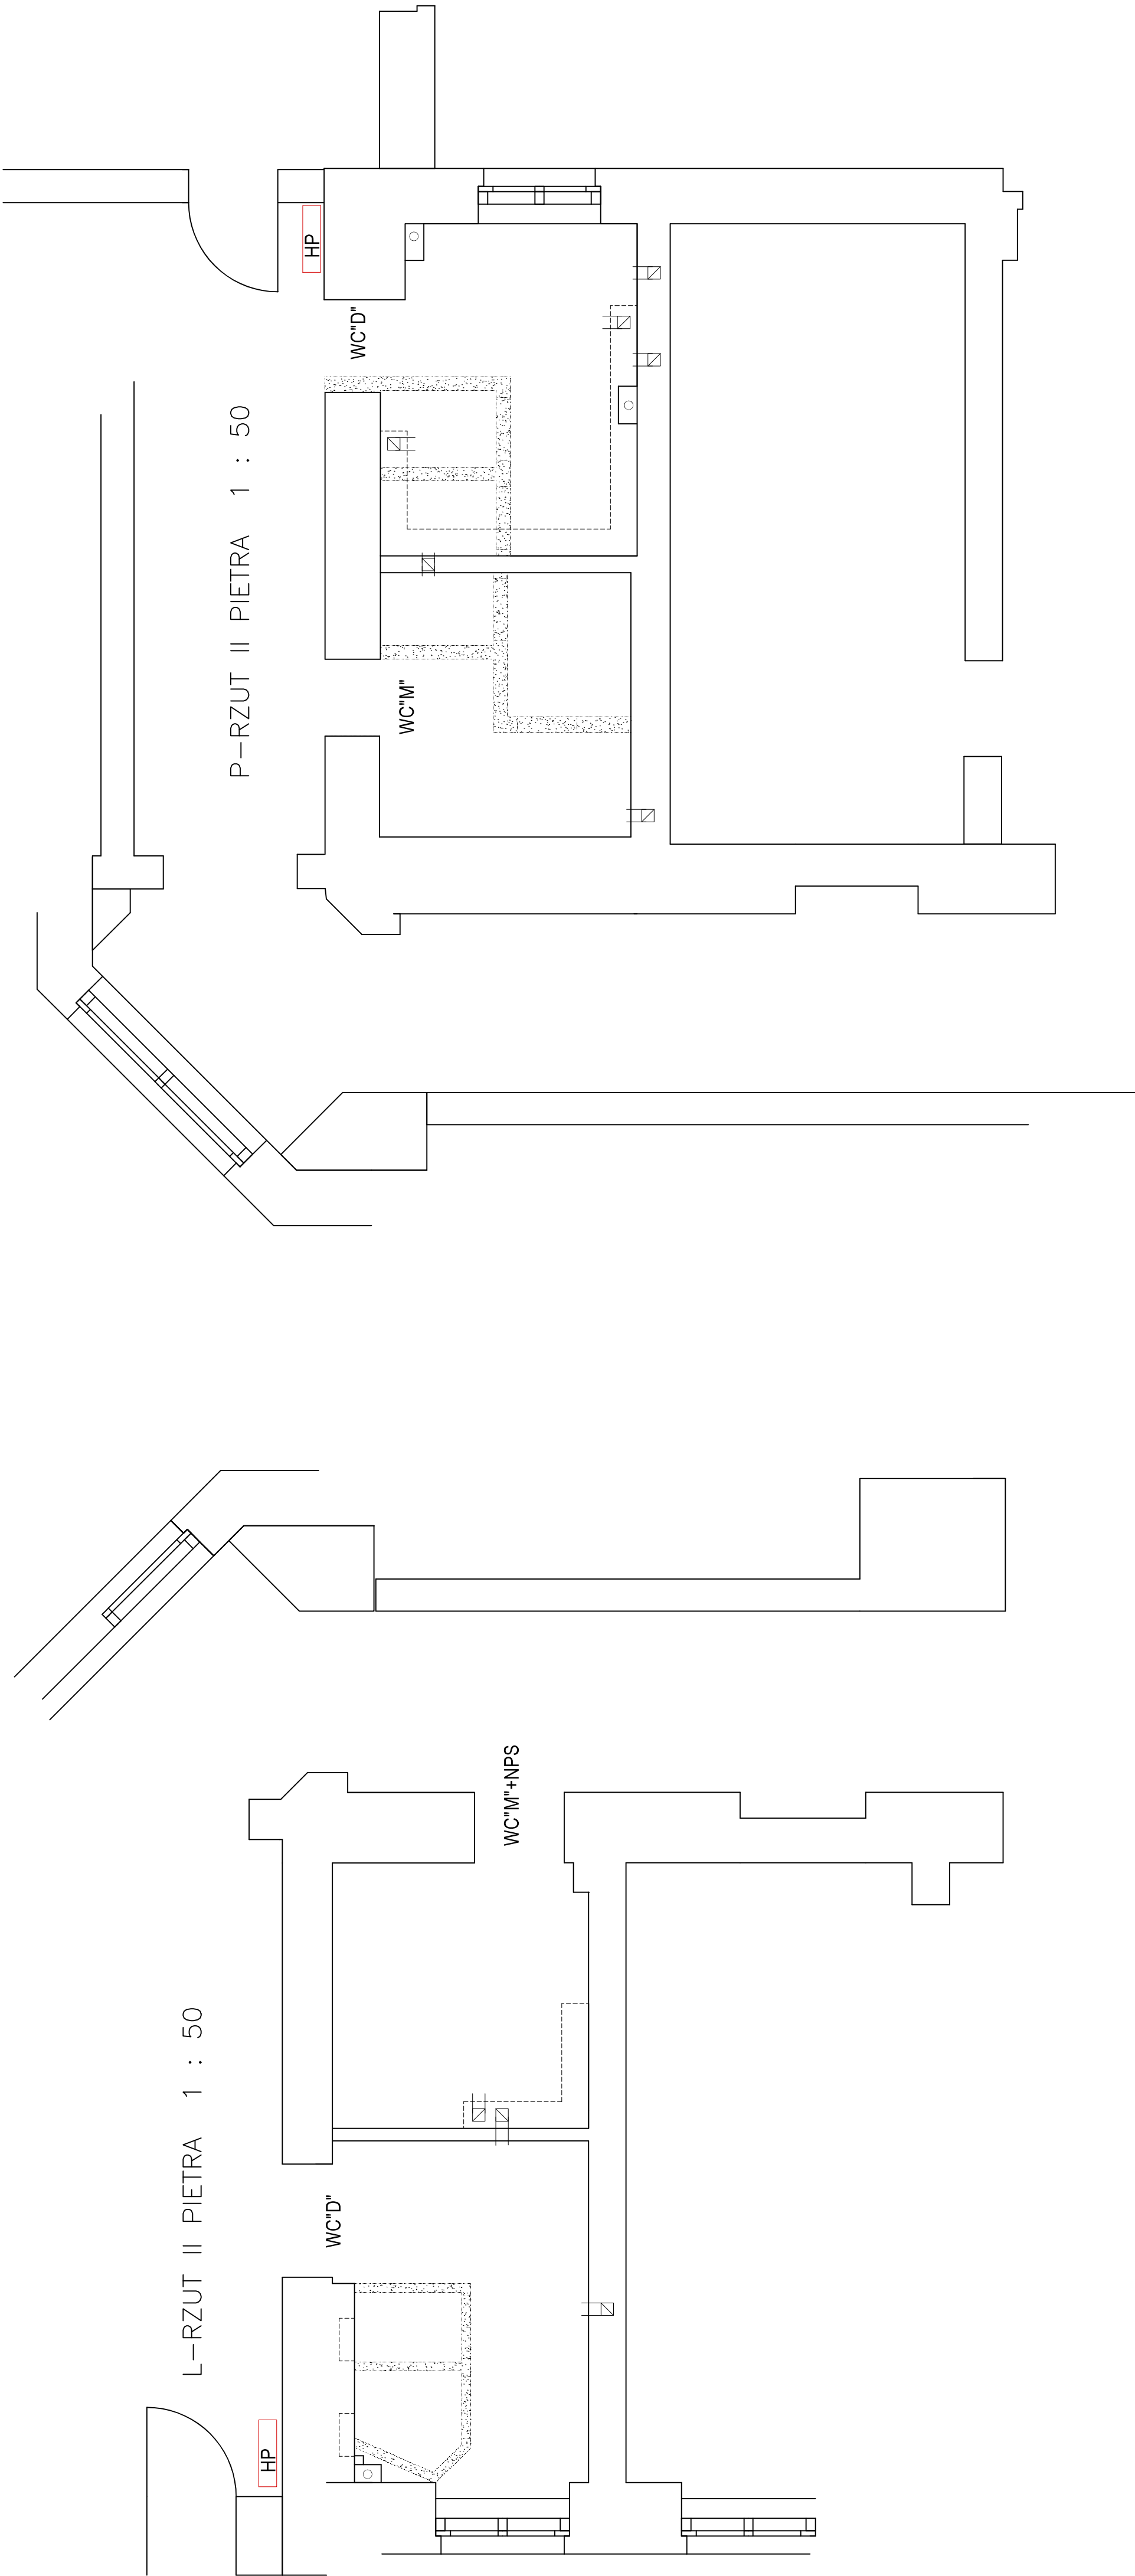 L-RZUT II PIETRA 1 : 50
HP
WC"D"
WC"M"+NPS
P-RZUT II PIETRA 1 : 50
HP
WC"M"
WC"D"